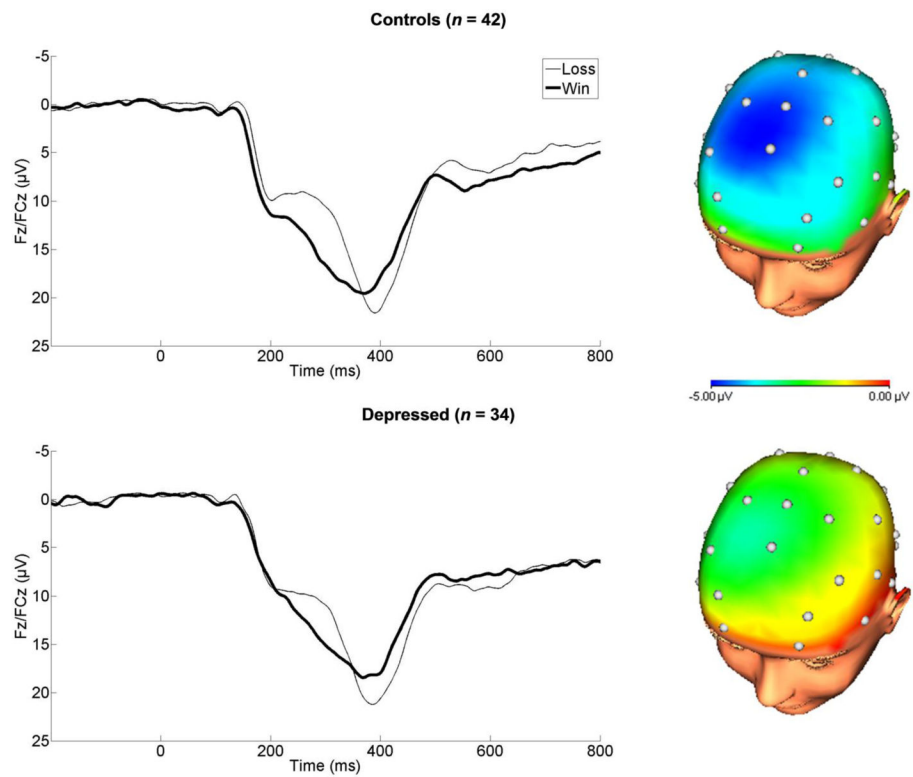 Controls (n = 42)
-5
0
5
10
15
20
25
Fz/FCz (µV)
Loss
Win
0
200
400
600
800
Time (ms)
-5.00 µV
0.00 µV
Depressed (n = 34)
-5
0
5
10
15
20
25
Fz/FCz (µV)
0
200
400
600
800
Time (ms)